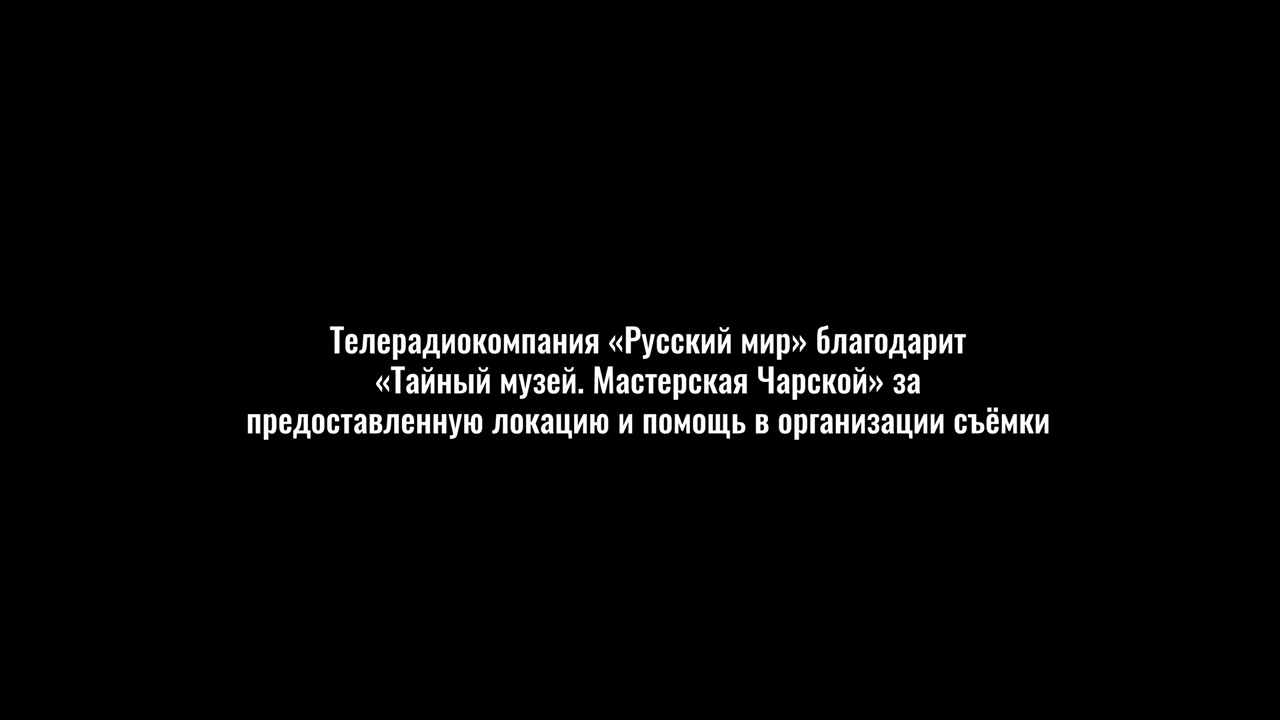 Телерадиокомпания «Русский мир» благодарит
«Тайный музей. Мастерская Чарской» за
предоставленную локацию и помощь в организации съёмки